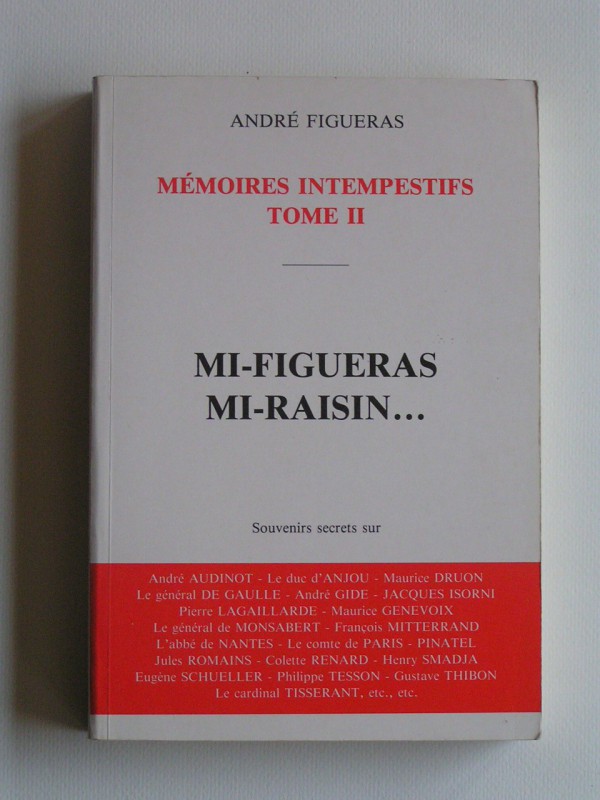 ANDRÉ FIGUERAS
MÉMOIRES INTEMPESTIFS
TOME II
MI-FIGUERAS
MI-RAISIN...
Souvenirs secrets sur
André AUDINOT - Le duc d'ANJOU - Maurice DRUON
Le général DE GAULLE - André GIDE - JACQUES ISORNI
Pierre LAGAILLARDE - Maurice GENEVOIX
Le général de MONSABERT - François MITTERRAND
L'abbé de NANTES - Le comte de PARIS - PINATEL
Jules ROMAINS - Colette RENARD - Henry SMADJA
Eugène SCHUELLER - Philippe TESSON - Gustave THIBON
Le cardinal TISSERANT, etc., etc.